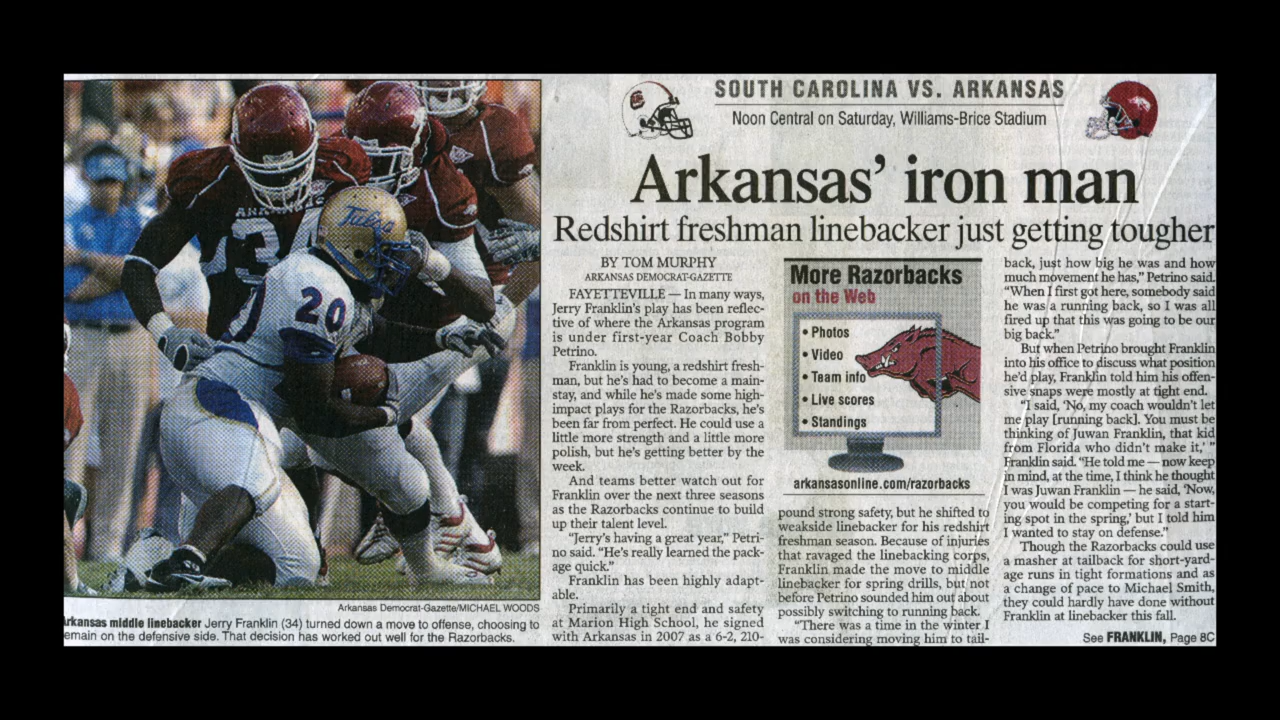 SOUTH CAROLINA VS. ARKANSAS
Noon Central on Saturday, Williams-Brice Stadium
Arkansas' iron man
Redshirt freshman linebacker just getting tougher
Tulsa
ARKANSAS
34
20
Arkansas Democrat-Gazette/MICHAEL WOODS
rkansas middle linebacker Jerry Franklin (34) turned down a move to offense, choosing to
emain on the defensive side. That decision has worked out well for the Razorbacks.
BY TOM MURPHY
ARKANSAS DEMOCRAT-GAZETTE
FAYETTEVILLE — In many ways,
Jerry Franklin's play has been reflec-
tive of where the Arkansas program
is under first-year Coach Bobby
Petrino.
Franklin is young, a redshirt fresh-
man, but he's had to become a main-
stay, and while he's made some high-
impact plays for the Razorbacks, he's
been far from perfect. He could use a
little more strength and a little more
polish, but he's getting better by the
week.
And teams better watch out for
Franklin over the next three seasons
as the Razorbacks continue to build
up their talent level.
"Jerry's having a great year," Petri-
no said. "He's really learned the pack-
age quick."
Franklin has been highly adapt-
able.
Primarily a tight end and safety
at Marion High School, he signed
with Arkansas in 2007 as a 6-2, 210-
More Razorbacks
on the Web
• Photos
• Video
• Team info
• Live scores
• Standings
arkansasonline.com/razorbacks
pound strong safety, but he shifted to
weakside linebacker for his redshirt
freshman season. Because of injuries
that ravaged the linebacking corps,
Franklin made the move to middle
linebacker for spring drills, but not
before Petrino sounded him out about
possibly switching to running back.
"There was a time in the winter I
was considering moving him to tail-
back, just how big he was and how
much movement he has," Petrino said.
"When I first got here, somebody said
he was a running back, so I was all
fired up that this was going to be our
big back."
But when Petrino brought Franklin
into his office to discuss what position
he'd play, Franklin told him his offen-
sive snaps were mostly at tight end.
"I said, 'No, my coach wouldn't let
me play [running back]. You must be
thinking of Juwan Franklin, that kid
from Florida who didn't make it,' "
Franklin said. "He told me — now keep
in mind, at the time, I think he thought
I was Juwan Franklin — he said, 'Now,
you would be competing for a start-
ing spot in the spring,' but I told him
I wanted to stay on defense."
Though the Razorbacks could use
a masher at tailback for short-yard-
age runs in tight formations and as
a change of pace to Michael Smith,
they could hardly have done without
Franklin at linebacker this fall.
See FRANKLIN, Page 8C